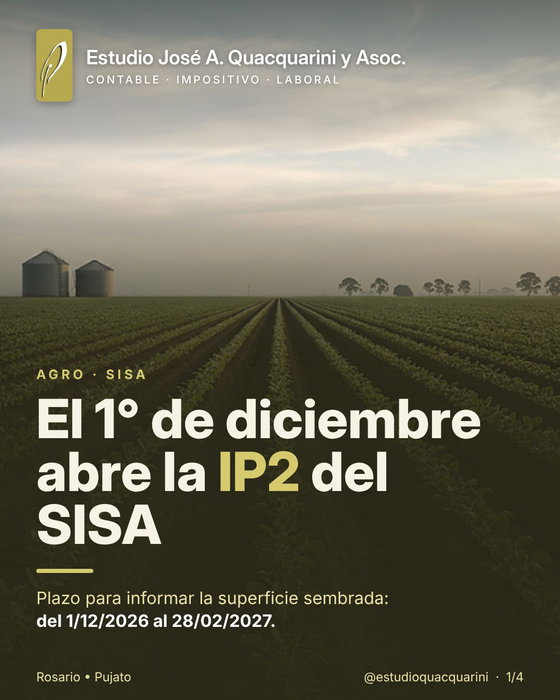 Estudio José A. Quacquarini y Asoc.
CONTABLE · IMPOSITIVO · LABORAL
AGRO · SISA
El 1° de diciembre
abre la IP2 del
SISA
Plazo para informar la superficie sembrada:
del 1/12/2026 al 28/02/2027.
Rosario • Pujato
@estudioquacquarini · 1/4